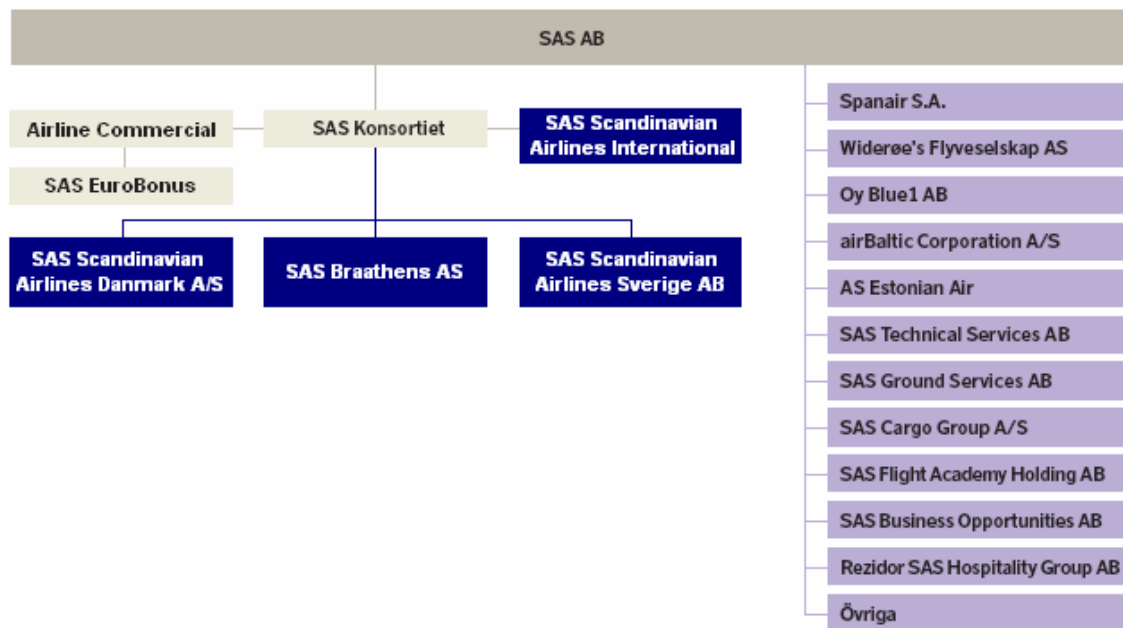 SAS AB
Airline Commercial
SAS Konsortiet
SAS Scandinavian
Airlines International
SAS EuroBonus
SAS Scandinavian
Airlines Danmark A/S
SAS Braathens AS
SAS Scandinavian
Airlines Sverige AB
Spanair S.A.
Widerøe's Flyveselskap AS
Oy Blue1 AB
airBaltic Corporation A/S
AS Estonian Air
SAS Technical Services AB
SAS Ground Services AB
SAS Cargo Group A/S
SAS Flight Academy Holding AB
SAS Business Opportunities AB
Rezidor SAS Hospitality Group AB
Övriga